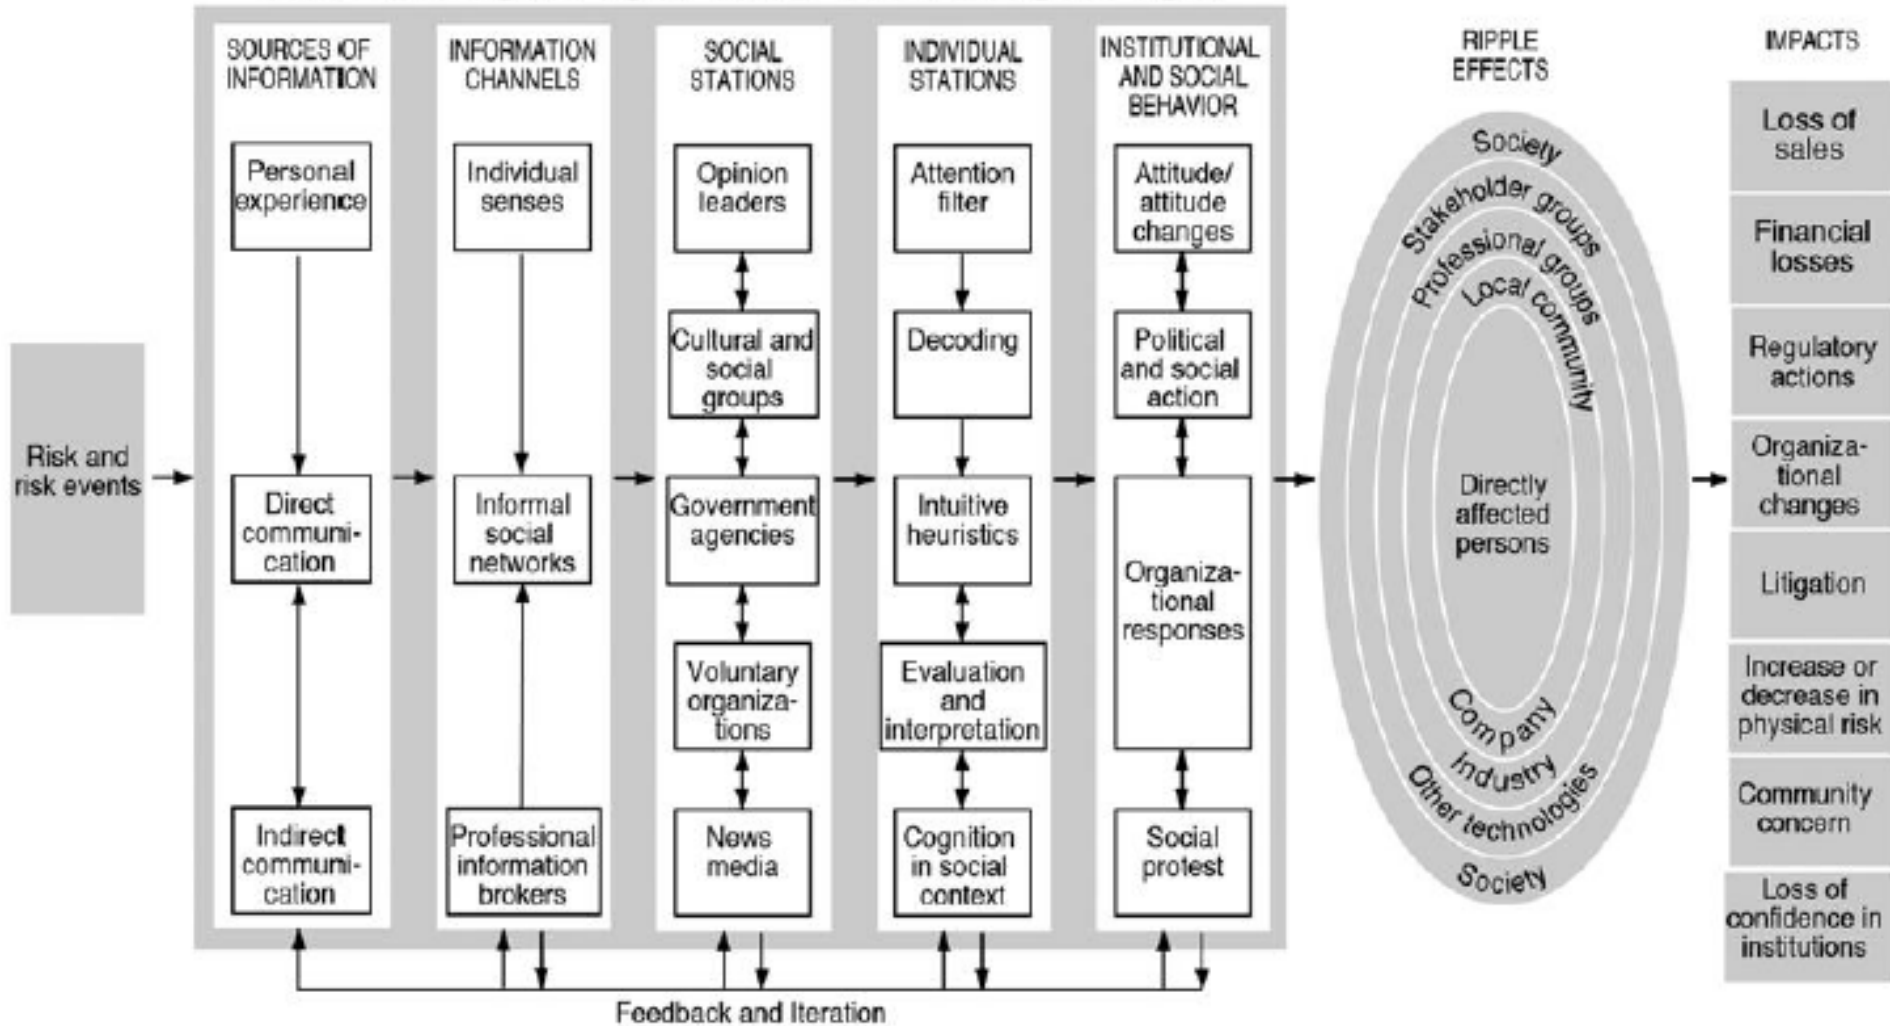 Risk and
risk events
SOURCES OF
INFORMATION
Personal
experience
Direct
communi-
cation
Indirect
communi-
cation
INFORMATION
CHANNELS
Individual
senses
Informal
social
networks
Professional
information
brokers
SOCIAL
STATIONS
Opinion
leaders
Cultural and
social
groups
Government
agencies
Voluntary
organiza-
tions
News
media
INDIVIDUAL
STATIONS
Attention
filter
Decoding
Intuitive
heuristics
Evaluation and
interpretation
Cognition
in social
context
INSTITUTIONAL
AND SOCIAL
BEHAVIOR
Attitude/
attitude
changes
Political
and social
action
Organiza-
tional
responses
Social
protest
Feedback and Iteration
RIPPLE
EFFECTS
Society
Stakeholder groups
Professional groups
Local community
Directly
affected
persons
Company
Industry
Other technologies
Society
IMPACTS
Loss of
sales
Financial
losses
Regulatory
actions
Organiza-
tional
changes
Litigation
Increase or
decrease in
physical risk
Community
concern
Loss of
confidence in
institutions